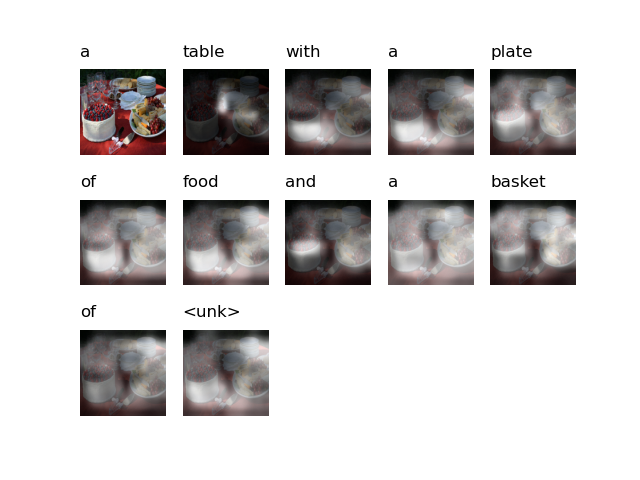 a table with a plate
of food and a basket
of <unk>